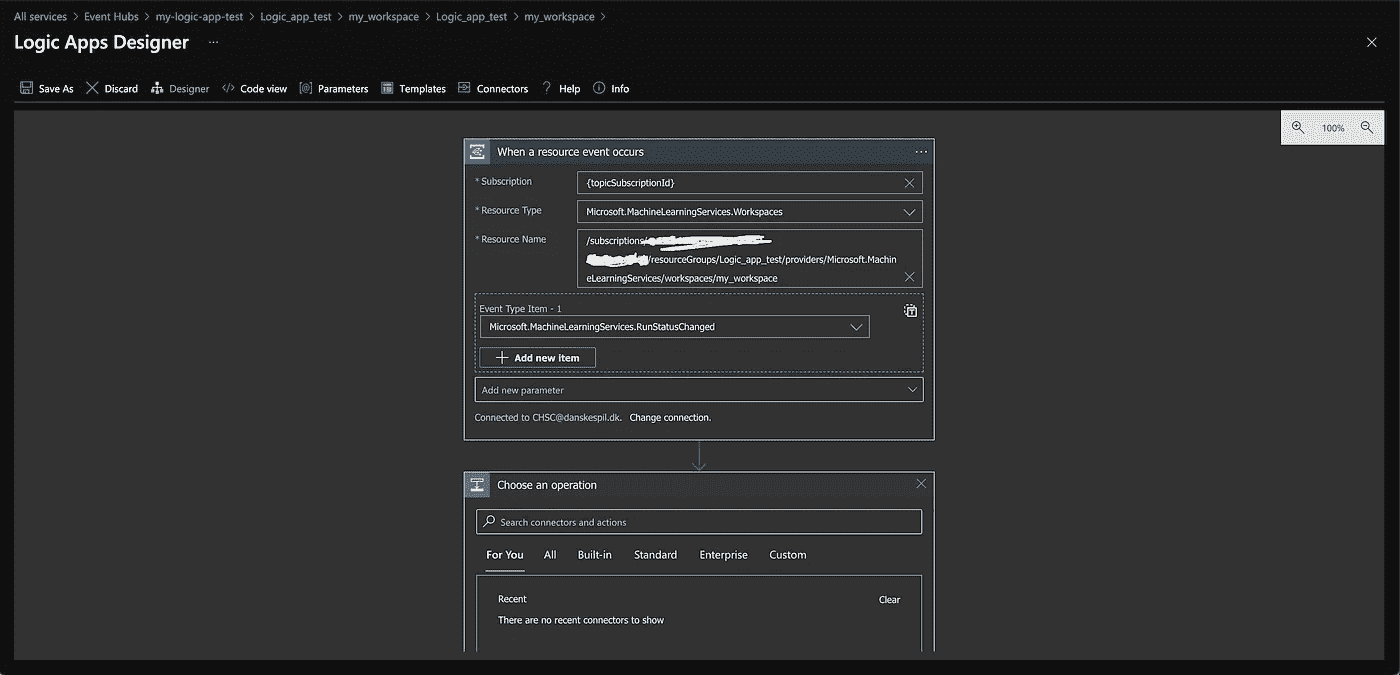 All services > Event Hubs > my-logic-app-test > Logic_app_test > my_workspace > Logic_app_test > my_workspace >
Logic Apps Designer ...
Save As Discard Designer Code view Parameters Templates Connectors Help Info
100%
When a resource event occurs ...
* Subscription {topicSubscriptionId}
* Resource Type Microsoft.MachineLearningServices.Workspaces
* Resource Name /subscriptions/
/resourceGroups/Logic_app_test/providers/Microsoft.Machin
eLearningServices/workspaces/my_workspace
Event Type Item - 1
Microsoft.MachineLearningServices.RunStatusChanged
Add new item
Add new parameter
Connected to CHSC@danskespil.dk. Change connection.
Choose an operation
Search connectors and actions
For You All Built-in Standard Enterprise Custom
Recent Clear
There are no recent connectors to show